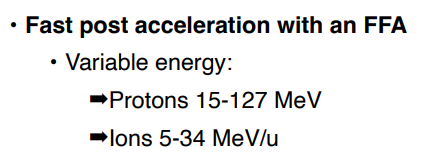 • Fast post acceleration with an FFA
• Variable energy:
➡Protons 15-127 MeV
➡Ions 5-34 MeV/u